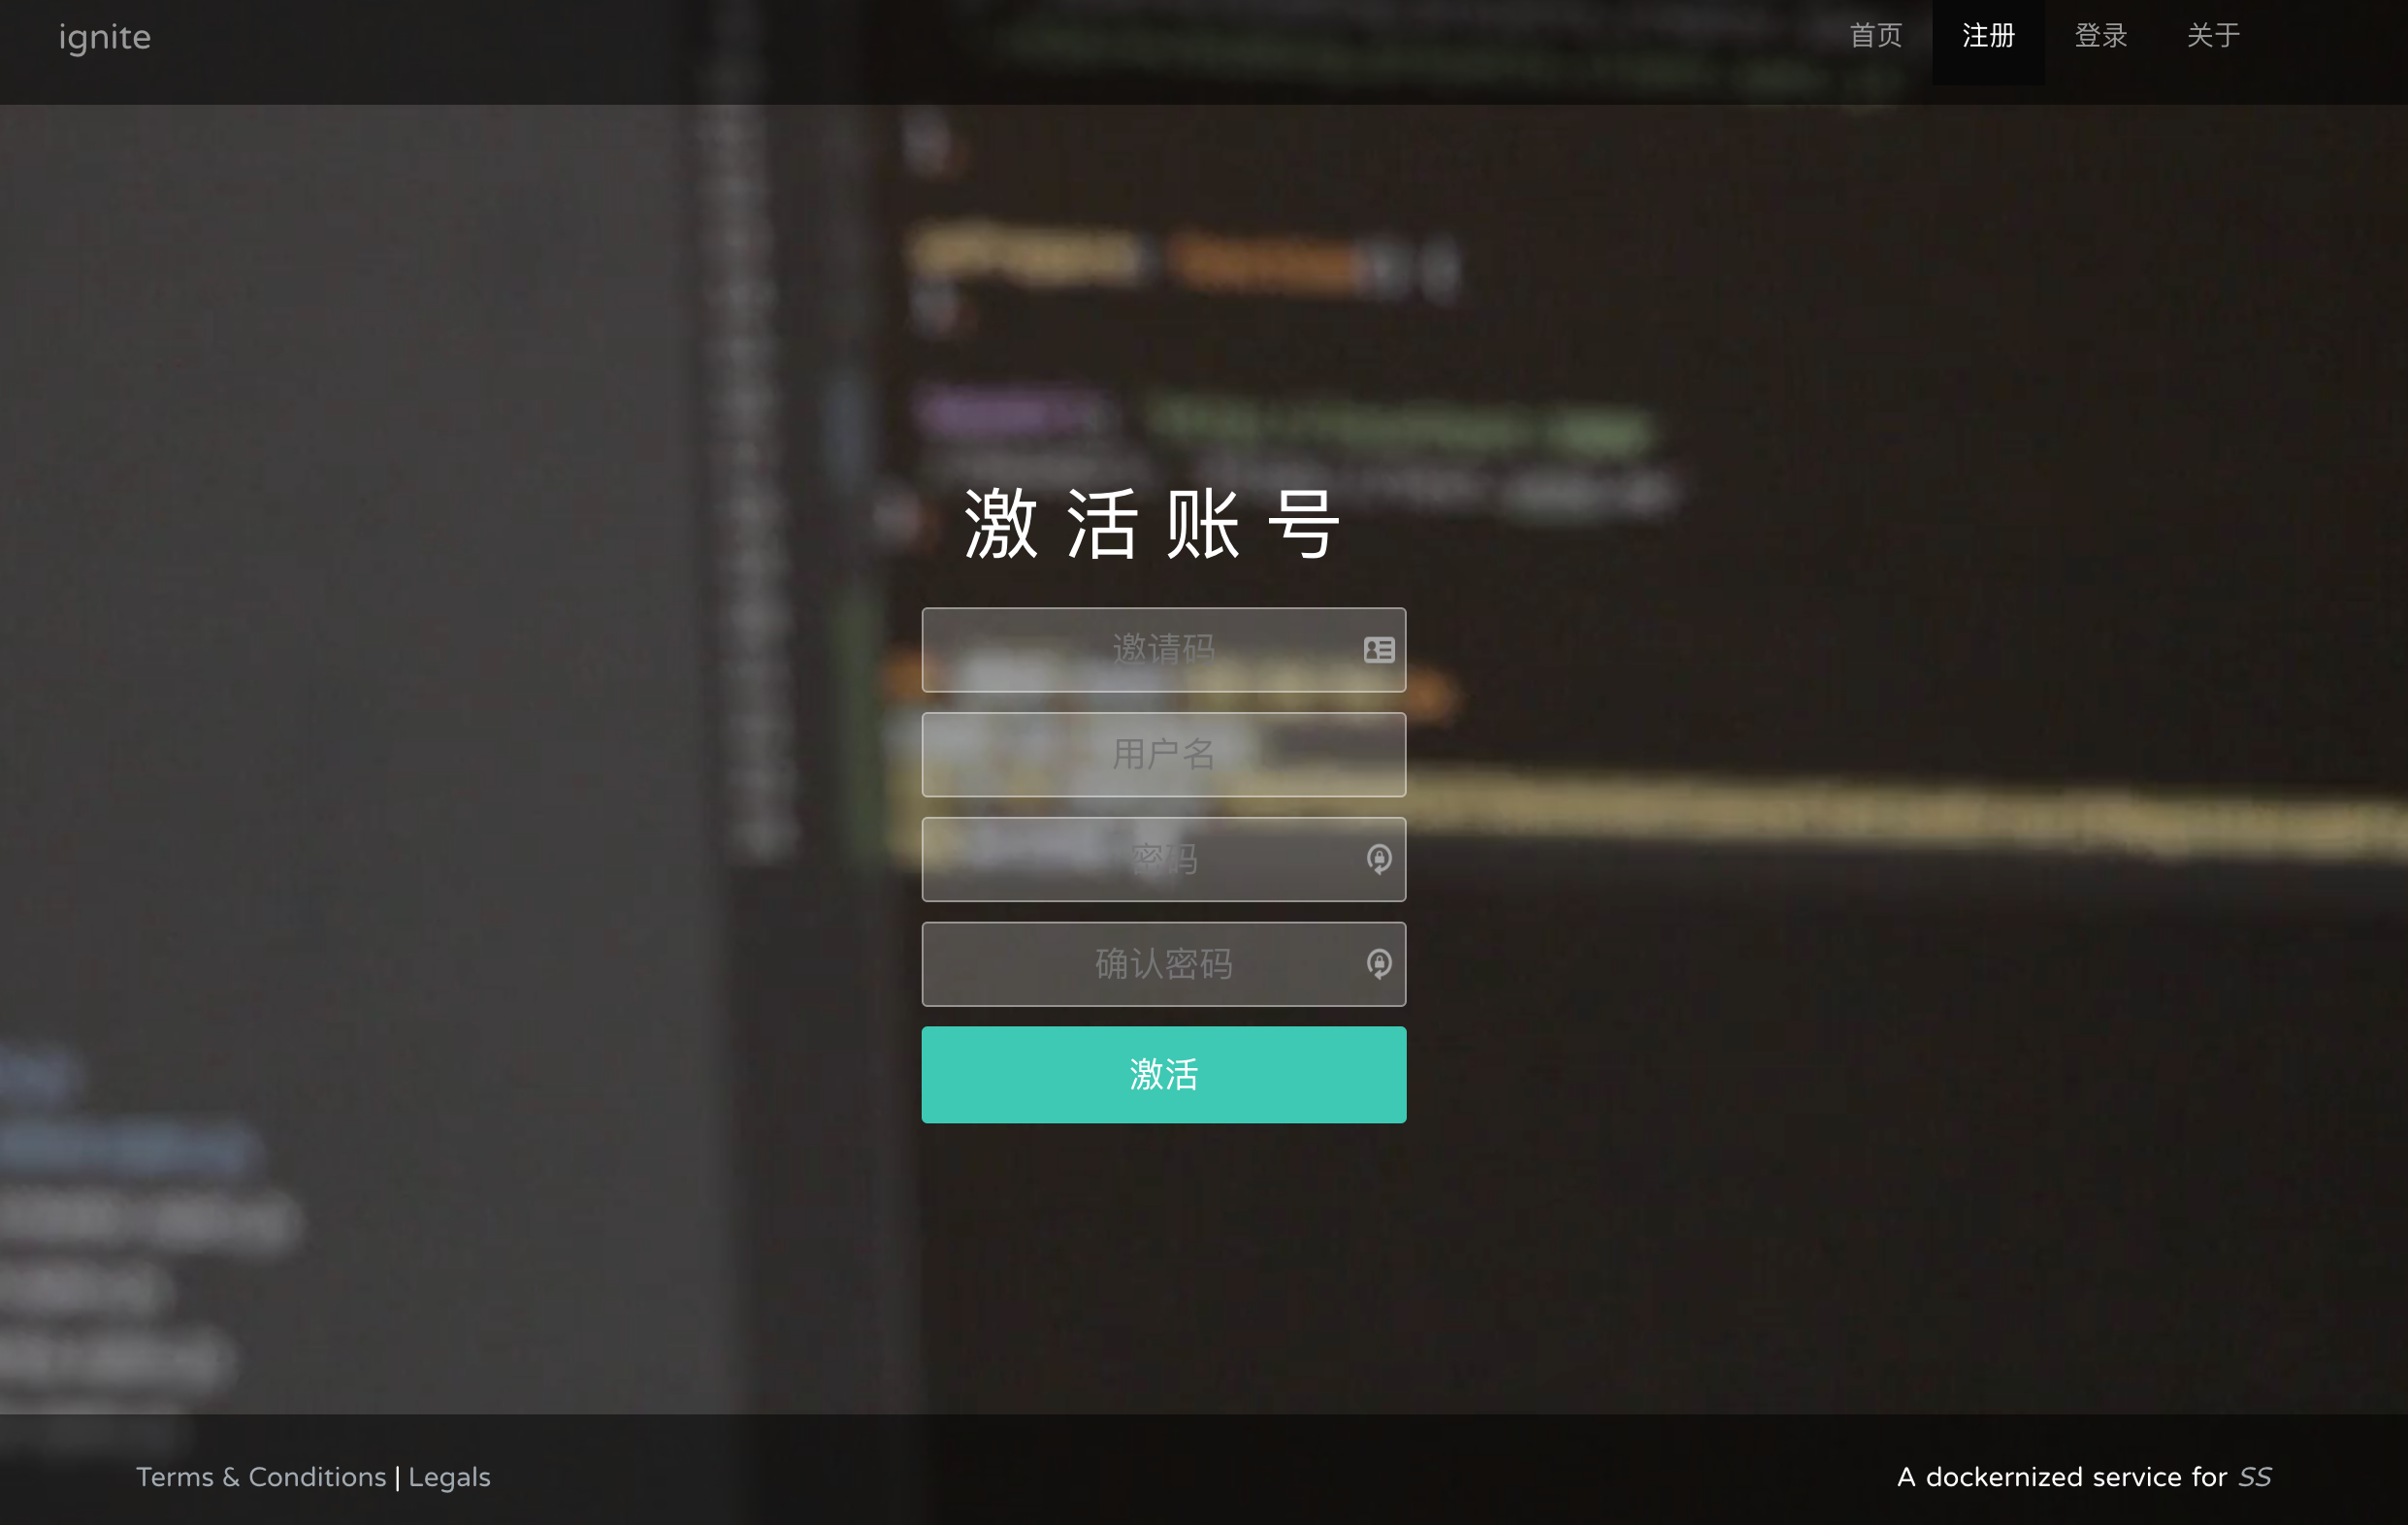 ignite
首页 注册 登录 关于
激活账号
邀请码
用户名
密码
确认密码
激活
Terms & Conditions | Legals
A dockernized service for SS